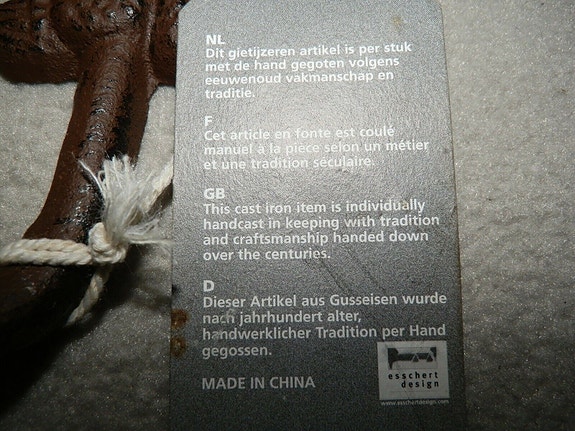 NL
Dit gietijzeren artikel is per stuk
met de hand gegoten volgens
eeuwenoud vakmanschap en
traditie.
F
Cet article en fonte est coulé
manuel à la pièce selon un métier
et une tradition séculaire.
GB
This cast iron item is individually
handcast in keeping with tradition
and craftsmanship handed down
over the centuries.
D
Dieser Artikel aus Gusseisen wurde
nach jahrhundert alter,
handwerklicher Tradition per Hand
gegossen.
MADE IN CHINA
esschert
design
www.esschertdesign.com